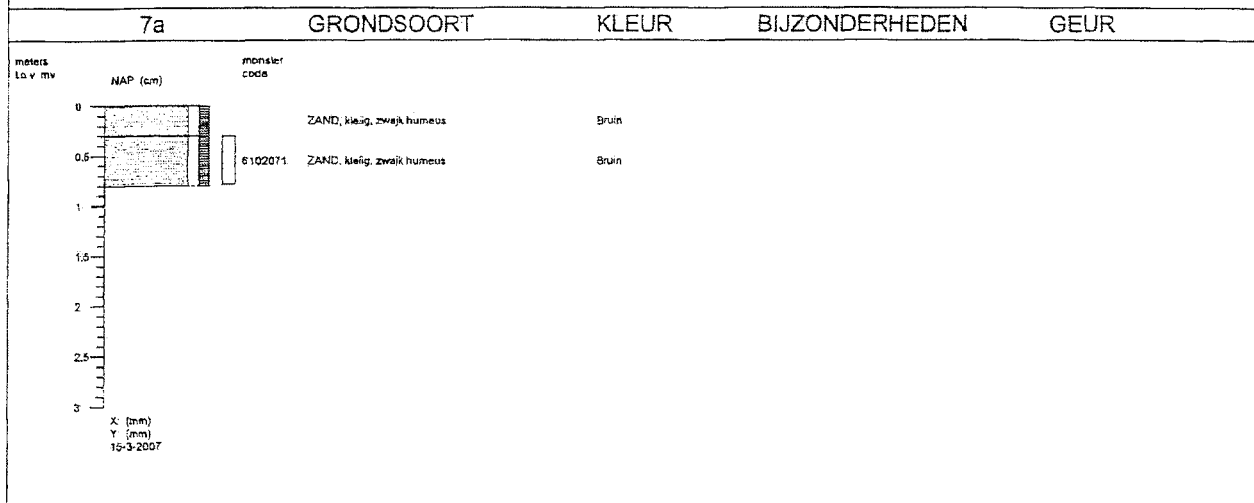 7a GRONDSOORT KLEUR BIJZONDERHEDEN GEUR
meters
t.o.v. mv
NAP (cm)
monster
code
0
ZAND, kleiig, zwak humeus Bruin
0.5 6102071 ZAND, kleiig, zwak humeus Bruin
1
1.5
2
2.5
3
X: (mm)
Y: (mm)
15-3-2007